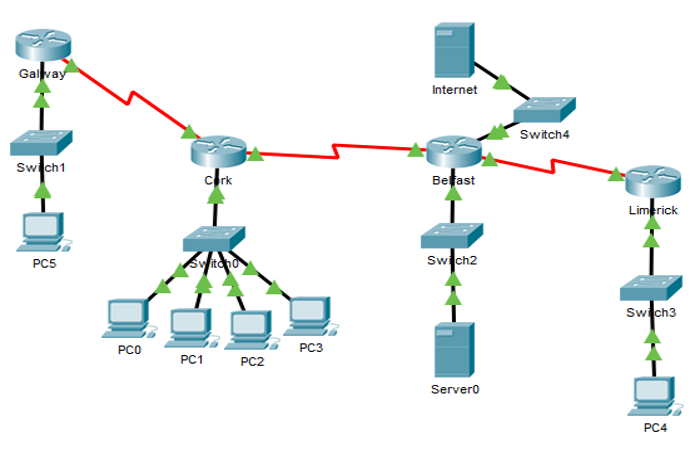 Galway
Internet
Switch4
Switch1
Cork
Belfast
Limerick
PC5
Switch0
Switch2
Switch3
PC0
PC1
PC2
PC3
Server0
PC4